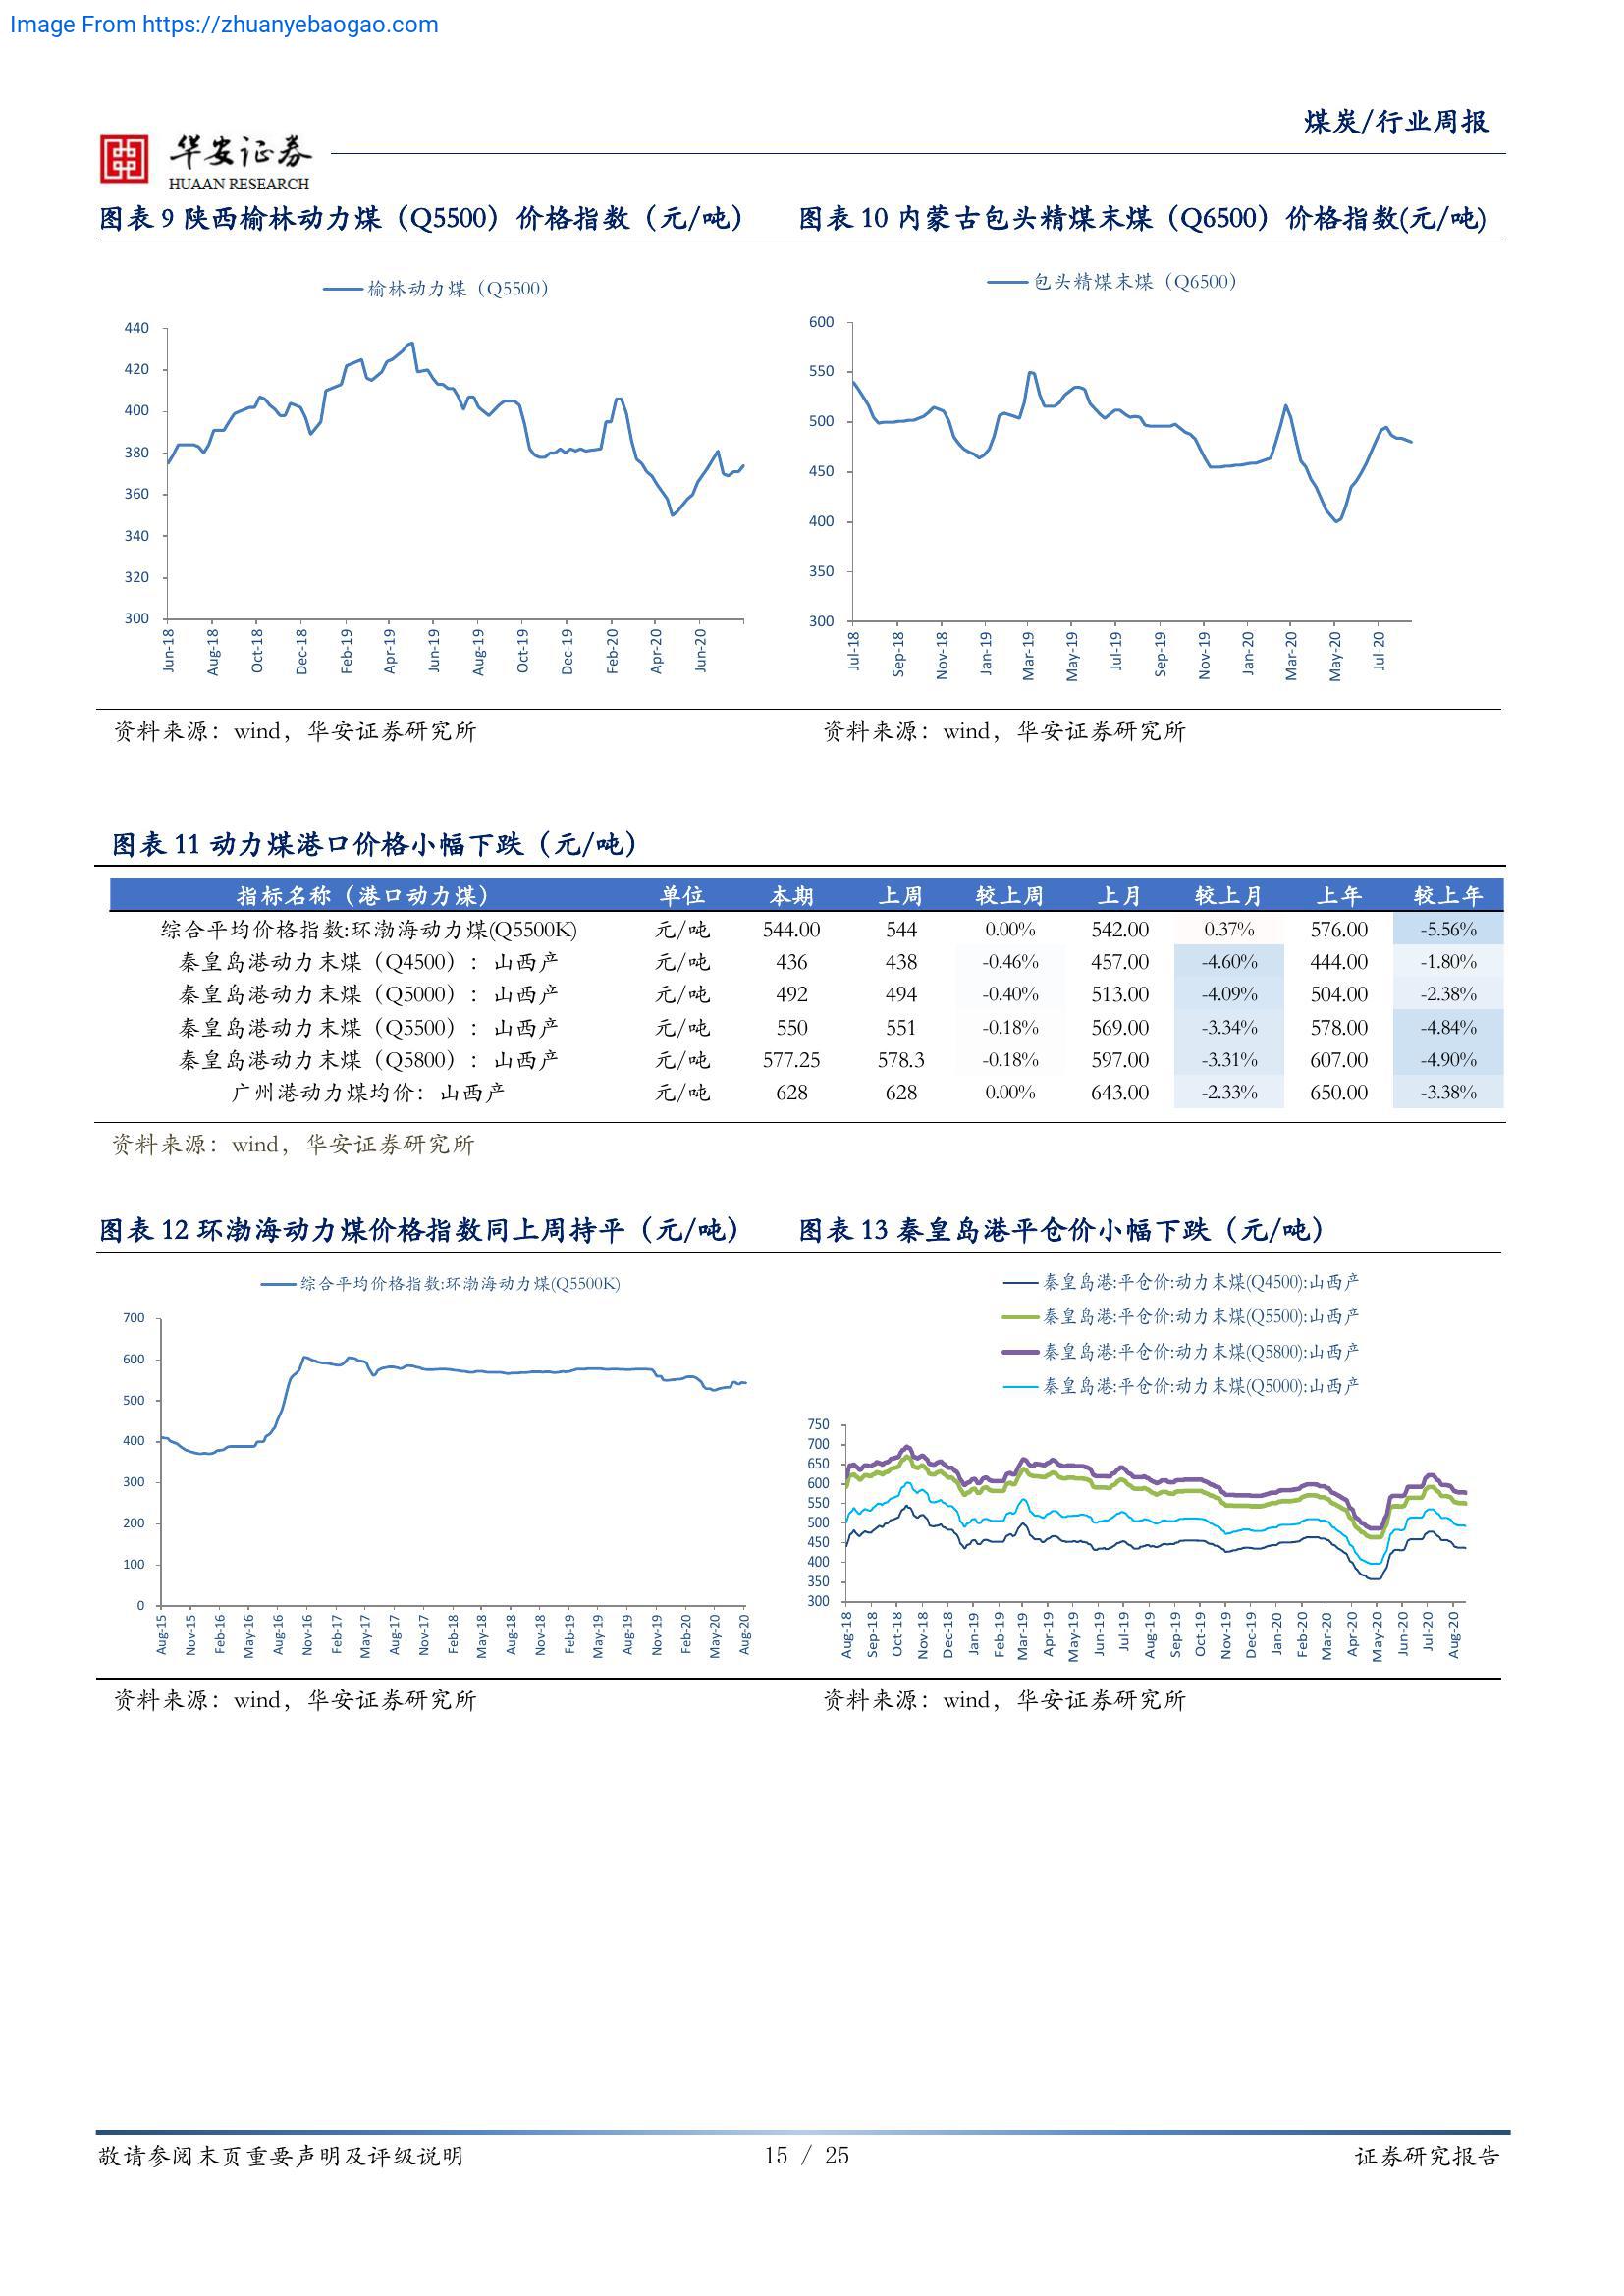 Image From https://zhuanyebaogao.com
煤炭/行业周报
华安证券
HUAAN RESEARCH
图表 9 陕西榆林动力煤（Q5500）价格指数（元/吨）
图表 10 内蒙古包头精煤末煤（Q6500）价格指数(元/吨)
榆林动力煤（Q5500）
440
420
400
380
360
340
320
300
Jun-18 Aug-18 Oct-18 Dec-18 Feb-19 Apr-19 Jun-19 Aug-19 Oct-19 Dec-19 Feb-20 Apr-20 Jun-20
包头精煤末煤（Q6500）
600
550
500
450
400
350
300
Jul-18 Sep-18 Nov-18 Jan-19 Mar-19 May-19 Jul-19 Sep-19 Nov-19 Jan-20 Mar-20 May-20 Jul-20
资料来源：wind，华安证券研究所
资料来源：wind，华安证券研究所
图表 11 动力煤港口价格小幅下跌（元/吨）
指标名称（港口动力煤） 单位 本期 上周 较上周 上月 较上月 上年 较上年
综合平均价格指数:环渤海动力煤(Q5500K) 元/吨 544.00 544 0.00% 542.00 0.37% 576.00 -5.56%
秦皇岛港动力末煤（Q4500）：山西产 元/吨 436 438 -0.46% 457.00 -4.60% 444.00 -1.80%
秦皇岛港动力末煤（Q5000）：山西产 元/吨 492 494 -0.40% 513.00 -4.09% 504.00 -2.38%
秦皇岛港动力末煤（Q5500）：山西产 元/吨 550 551 -0.18% 569.00 -3.34% 578.00 -4.84%
秦皇岛港动力末煤（Q5800）：山西产 元/吨 577.25 578.3 -0.18% 597.00 -3.31% 607.00 -4.90%
广州港动力煤均价：山西产 元/吨 628 628 0.00% 643.00 -2.33% 650.00 -3.38%
资料来源：wind，华安证券研究所
图表 12 环渤海动力煤价格指数同上周持平（元/吨）
图表 13 秦皇岛港平仓价小幅下跌（元/吨）
综合平均价格指数:环渤海动力煤(Q5500K)
700
600
500
400
300
200
100
0
Aug-15 Nov-15 Feb-16 May-16 Aug-16 Nov-16 Feb-17 May-17 Aug-17 Nov-17 Feb-18 May-18 Aug-18 Nov-18 Feb-19 May-19 Aug-19 Nov-19 Feb-20 May-20 Aug-20
秦皇岛港:平仓价:动力末煤(Q4500):山西产
秦皇岛港:平仓价:动力末煤(Q5500):山西产
秦皇岛港:平仓价:动力末煤(Q5800):山西产
秦皇岛港:平仓价:动力末煤(Q5000):山西产
750
700
650
600
550
500
450
400
350
300
Aug-18 Sep-18 Oct-18 Nov-18 Dec-18 Jan-19 Feb-19 Mar-19 Apr-19 May-19 Jun-19 Jul-19 Aug-19 Sep-19 Oct-19 Nov-19 Dec-19 Jan-20 Feb-20 Mar-20 Apr-20 May-20 Jun-20 Jul-20 Aug-20
资料来源：wind，华安证券研究所
资料来源：wind，华安证券研究所
敬请参阅末页重要声明及评级说明
15 / 25
证券研究报告